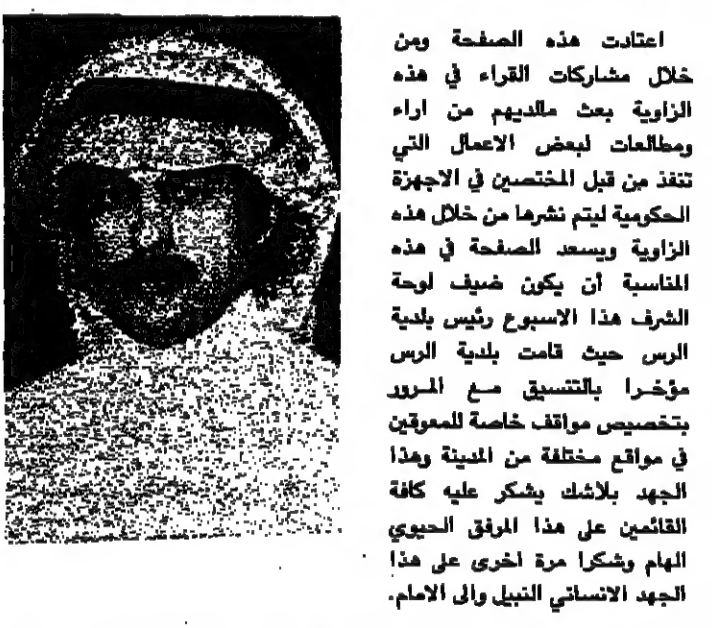 اعتادت هذه الصفحة ومن
خلال مشاركات القراء في هذه
الزاوية بعث مالديهم من اراء
ومطالعات لبعض الاعمال التي
تنفذ من قبل المختصين في الاجهزة
الحكومية ليتم نشرها من خلال هذه
الزاوية ويسعد الصفحة في هذه
المناسبة أن يكون ضيف لوحة
الشرف هذا الاسبوع رئيس بلدية
الرس حيث قامت بلدية الرس
مؤخرا بالتنسيق مع المرور
بتخصيص مواقف خاصة للمعوقين
في مواقع مختلفة من المدينة وهذا
الجهد بلاشك يشكر عليه كافة
القائمين على هذا المرفق الحيوي
الهام وشكرا مرة اخرى على هذا
الجهد الانساني النبيل والى الامام.